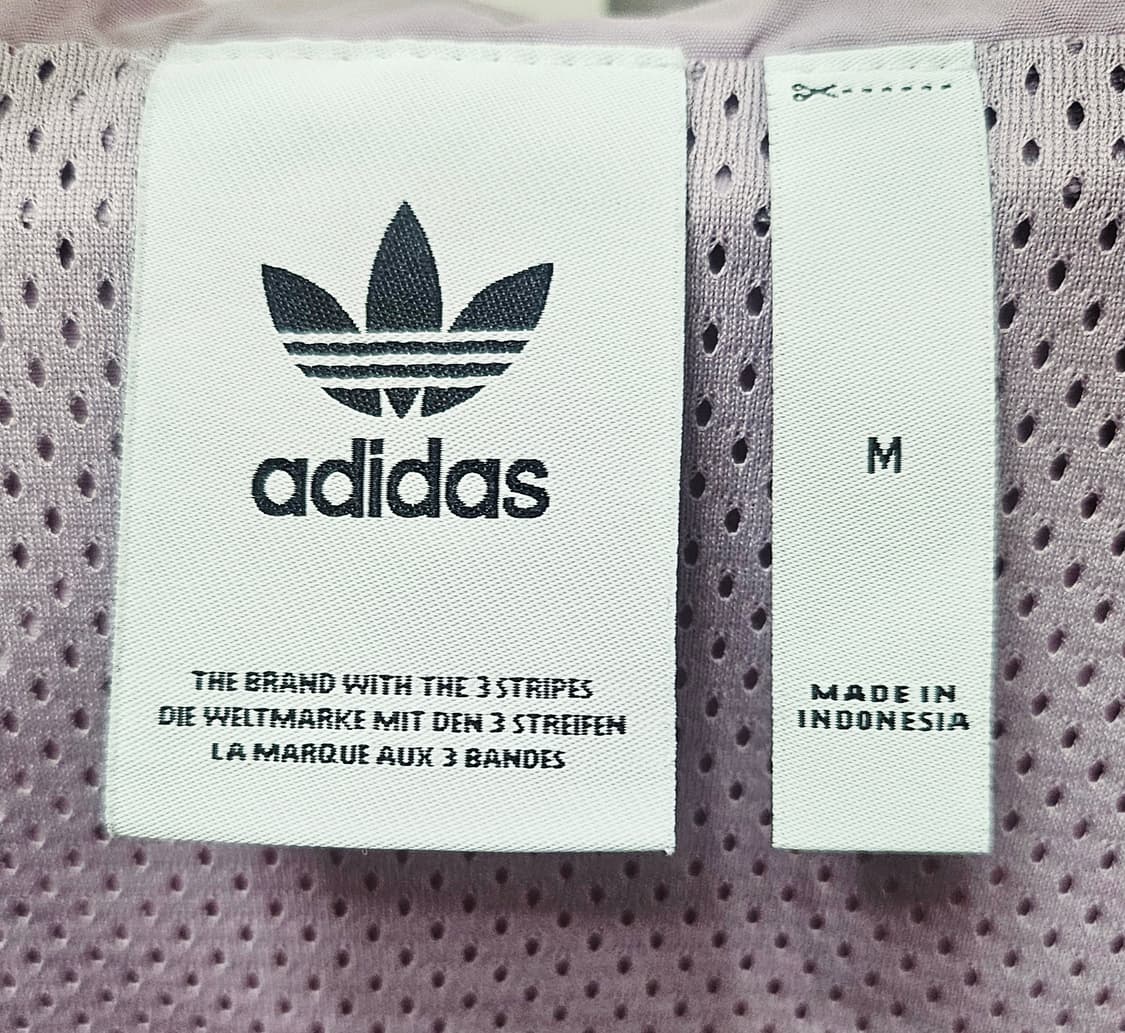 adidas
THE BRAND WITH THE 3 STRIPES
DIE WELTMARKE MIT DEN 3 STREIFEN
LA MARQUE AUX 3 BANDES
M
MADE IN
INDONESIA